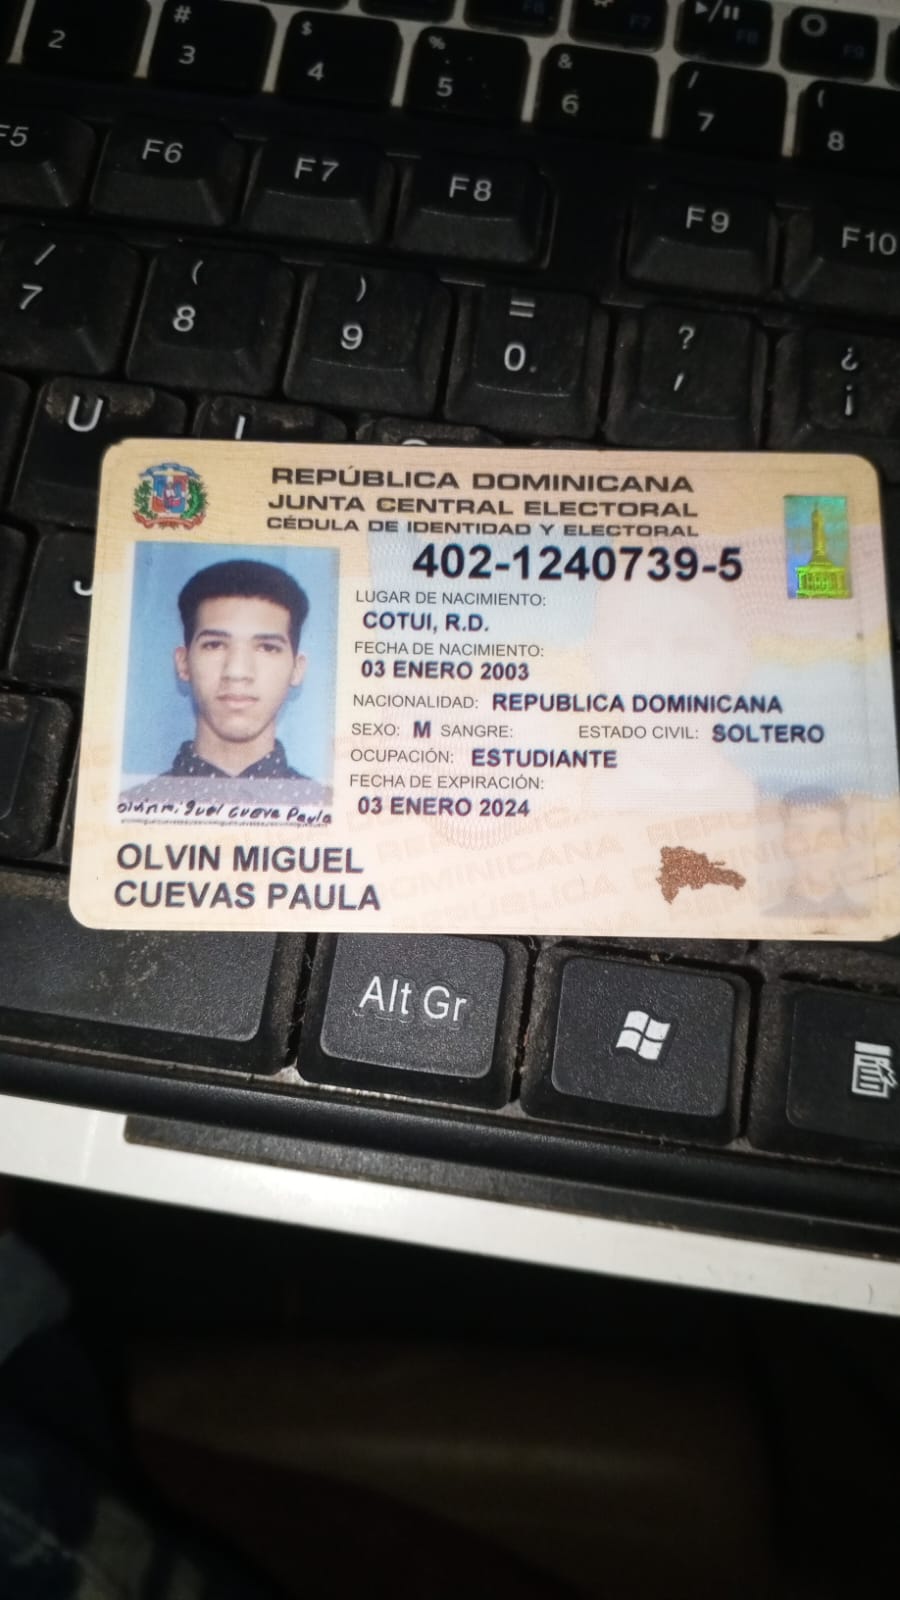 2
#
3
$
4
%
5
&
6
/
7
(
8
F5
F6
F7
F8
F9
F10
/
7
(
8
)
9
=
0
?
'
¿
¡
U
REPÚBLICA DOMINICANA
JUNTA CENTRAL ELECTORAL
CÉDULA DE IDENTIDAD Y ELECTORAL
402-1240739-5
LUGAR DE NACIMIENTO:
COTUI, R.D.
FECHA DE NACIMIENTO:
03 ENERO 2003
NACIONALIDAD: REPUBLICA DOMINICANA
SEXO: M SANGRE: ESTADO CIVIL: SOLTERO
OCUPACIÓN: ESTUDIANTE
FECHA DE EXPIRACIÓN:
03 ENERO 2024
olvin miguel cueva Paula
OLVIN MIGUEL
CUEVAS PAULA
Alt Gr